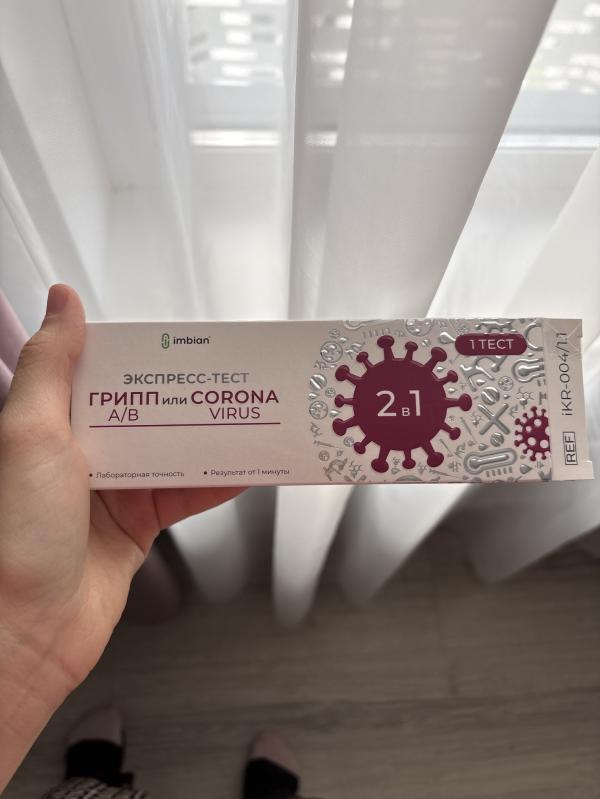 imbian
ЭКСПРЕСС-ТЕСТ
ГРИПП или CORONA
A/B VIRUS
• Лабораторная точность • Результат от 1 минуты
2 в 1
1 ТЕСТ
REF iKR-004/1.1